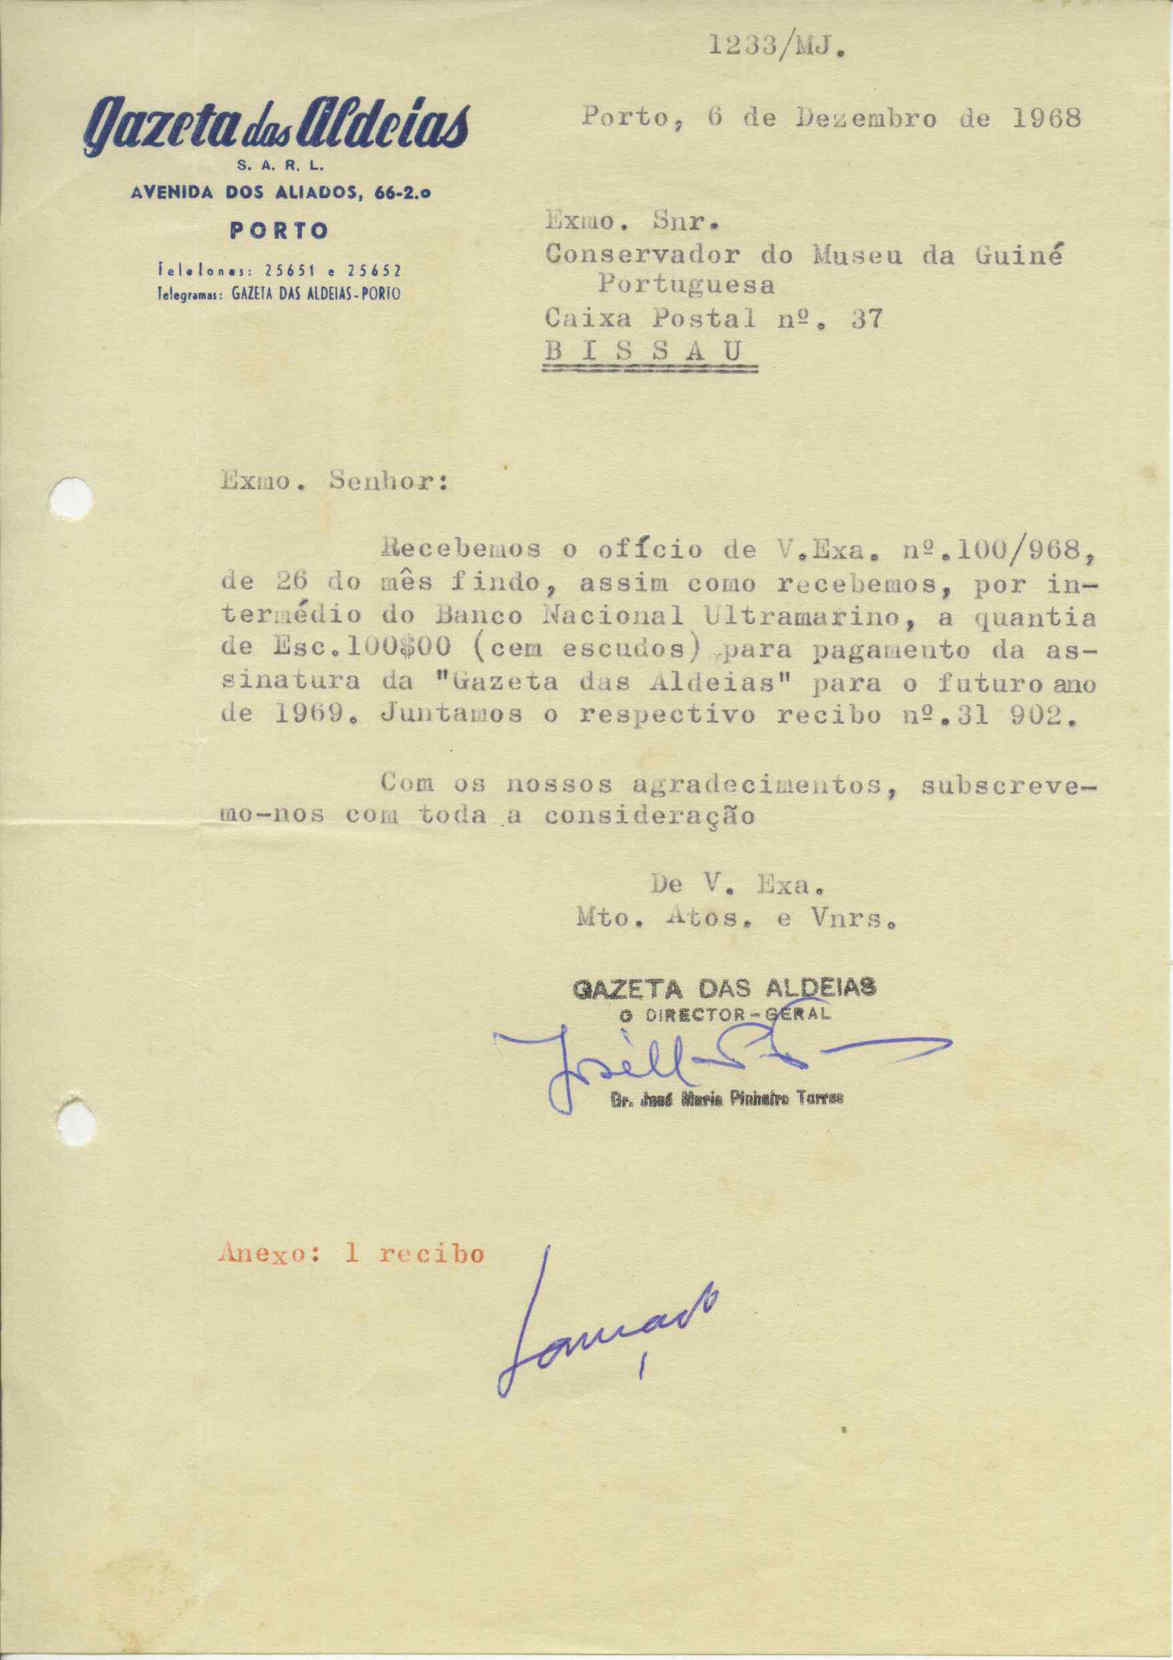 1233/MJ.
Gazeta das Aldeias
S. A. R. L.
AVENIDA DOS ALIADOS, 66-2.º
PORTO
Telefones: 25651 e 25652
Telegramas: GAZETA DAS ALDEIAS-PORTO
Porto, 6 de Dezembro de 1968
Exmo. Snr.
Conservador do Museu da Guiné
Portuguesa
Caixa Postal nº. 37
B I S S A U
Exmo. Senhor:
Recebemos o ofício de V.Exa. nº.100/968,
de 26 do mês findo, assim como recebemos, por in-
termédio do Banco Nacional Ultramarino, a quantia
de Esc.100$00 (cem escudos) para pagamento da as-
sinatura da "Gazeta das Aldeias" para o futuro ano
de 1969. Juntamos o respectivo recibo nº.31 902.
Com os nossos agradecimentos, subscreve-
mo-nos com toda a consideração
De V. Exa.
Mto. Atos. e Vnrs.
GAZETA DAS ALDEIAS
O DIRECTOR-GERAL
Dr. José Maria Pinheiro Torres
Anexo: 1 recibo
Lançado